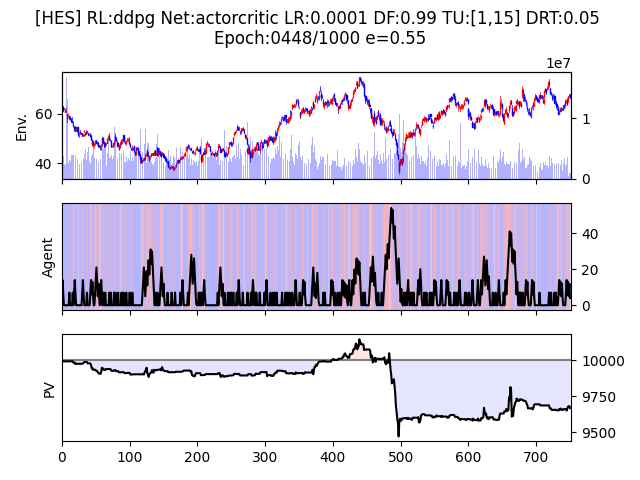 [HES] RL:ddpg Net:actorcritic LR:0.0001 DF:0.99 TU:[1,15] DRT:0.05
Epoch:0448/1000 e=0.55
1e7
Env.
60
40
1
0
Agent
40
20
0
PV
10000
9750
9500
0 100 200 300 400 500 600 700